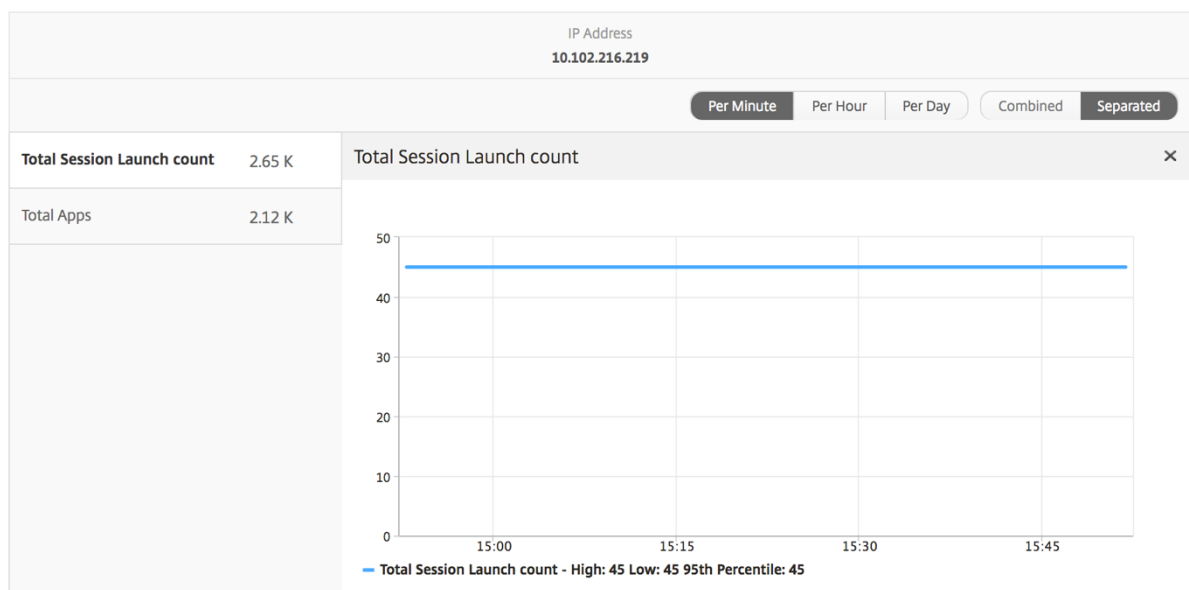 IP Address
10.102.216.219
Per Minute Per Hour Per Day Combined Separated
Total Session Launch count 2.65 K
Total Apps 2.12 K
Total Session Launch count ×
50
40
30
20
10
0
15:00 15:15 15:30 15:45
Total Session Launch count - High: 45 Low: 45 95th Percentile: 45